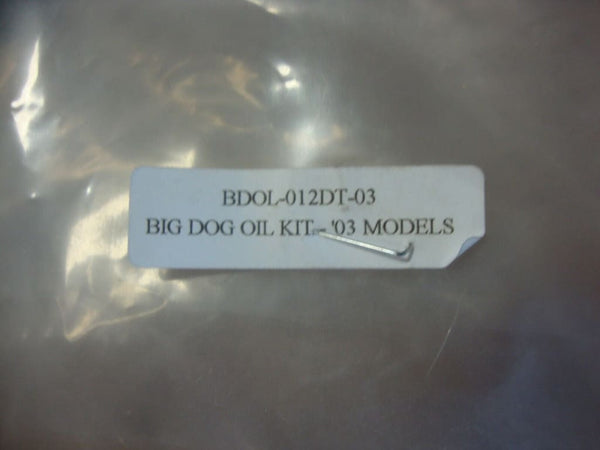 BDOL-012DT-03
BIG DOG OIL KIT - '03 MODELS